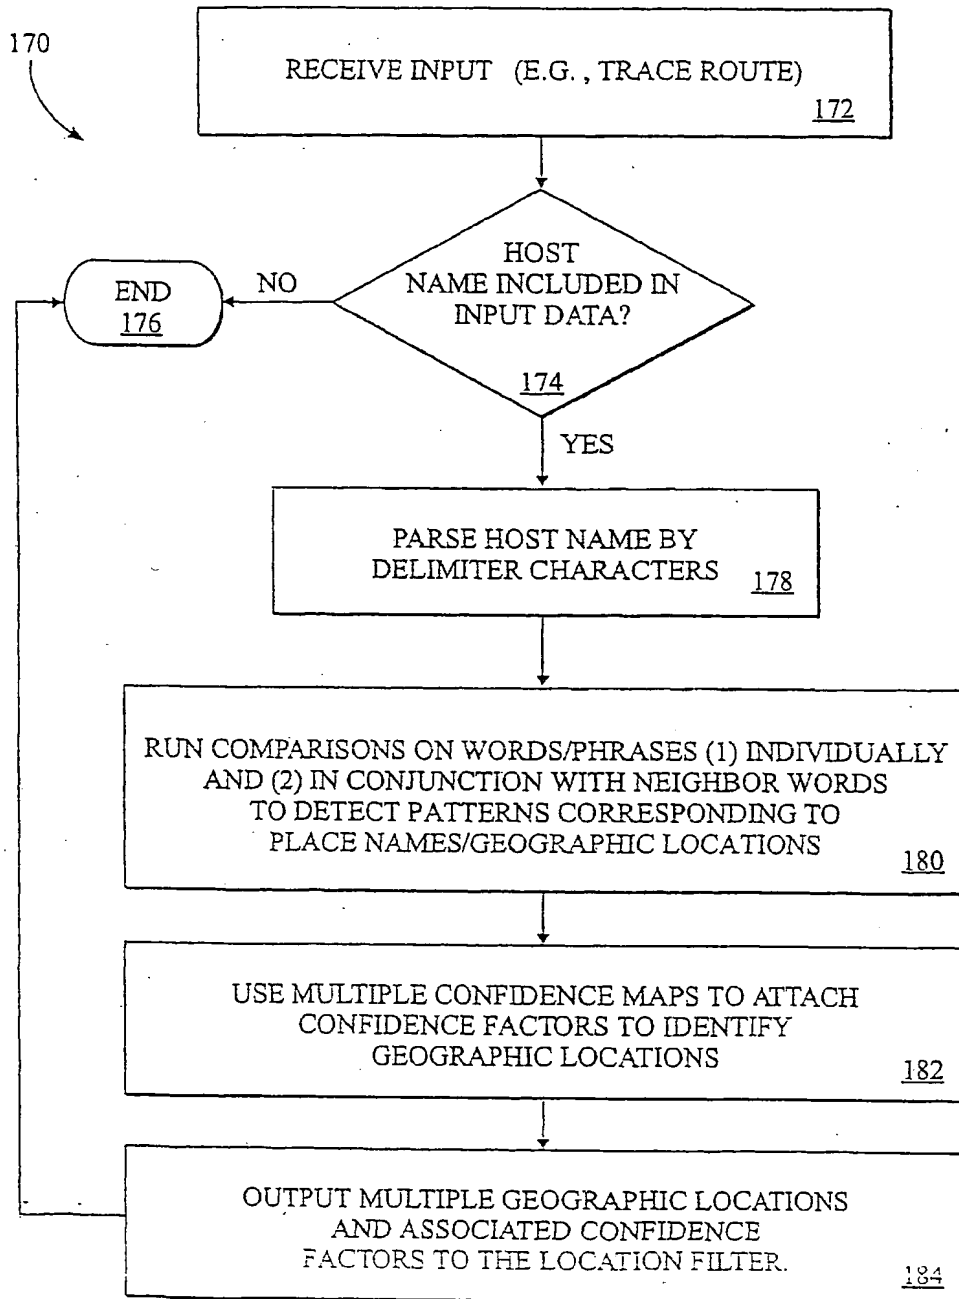 170
RECEIVE INPUT (E.G. , TRACE ROUTE)
172
HOST
NAME INCLUDED IN
INPUT DATA?
174
NO
END
176
YES
PARSE HOST NAME BY
DELIMITER CHARACTERS
178
RUN COMPARISONS ON WORDS/PHRASES (1) INDIVIDUALLY
AND (2) IN CONJUNCTION WITH NEIGHBOR WORDS
TO DETECT PATTERNS CORRESPONDING TO
PLACE NAMES/GEOGRAPHIC LOCATIONS
180
USE MULTIPLE CONFIDENCE MAPS TO ATTACH
CONFIDENCE FACTORS TO IDENTIFY
GEOGRAPHIC LOCATIONS
182
OUTPUT MULTIPLE GEOGRAPHIC LOCATIONS
AND ASSOCIATED CONFIDENCE
FACTORS TO THE LOCATION FILTER.
184